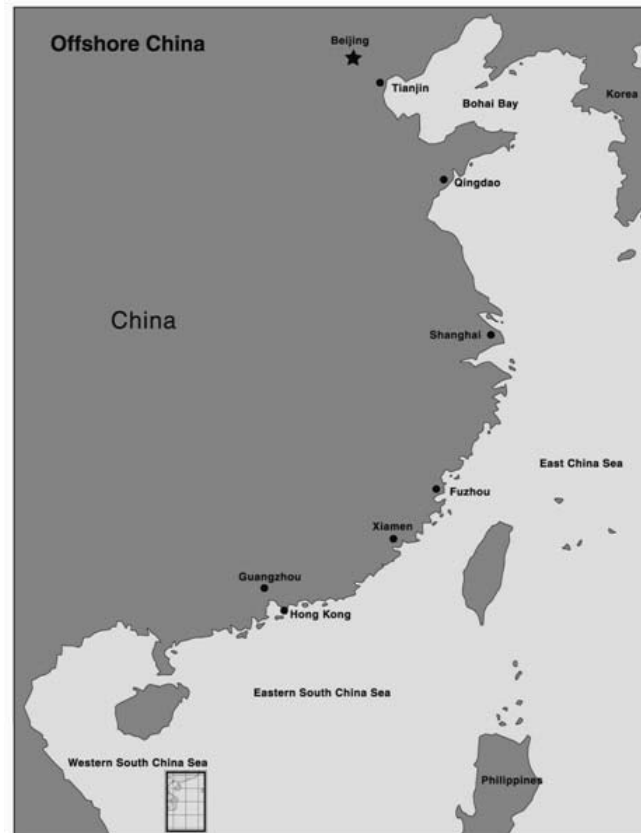 Offshore China
Beijing
Tianjin
Bohai Bay
Korea
Qingdao
China
Shanghai
East China Sea
Fuzhou
Xiamen
Guangzhou
Hong Kong
Eastern South China Sea
Western South China Sea
Philippines